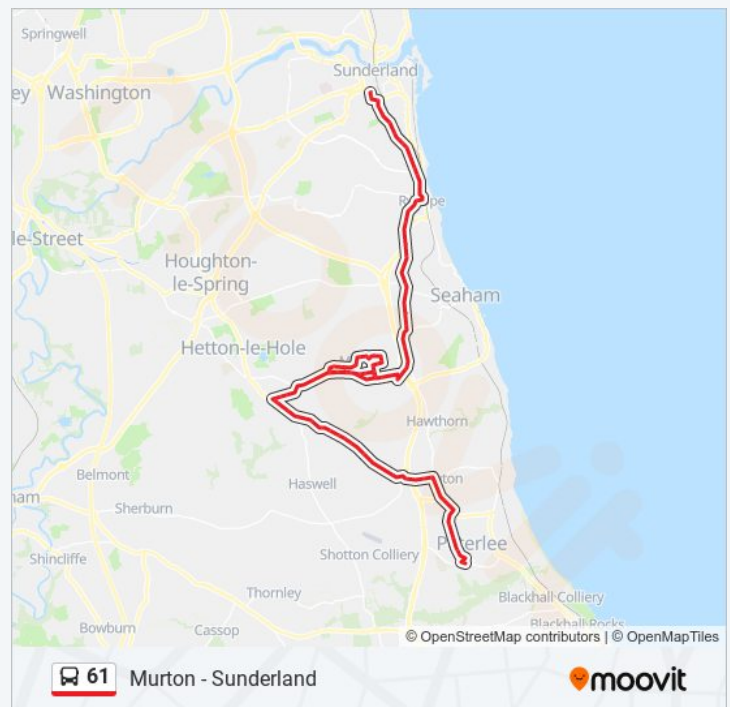 Springwell
Sunderland
ey
Washington
le-Street
Houghton-
le-Spring
Seaham
Hetton-le-Hole
Hawthorn
Belmont
Haswell
Sherburn
Shincliffe
Shotton Colliery
Thornley
Blackhall Colliery
Blackhall Rocks
Bowburn
Cassop
© OpenStreetMap contributors | © OpenMapTiles
61
Murton - Sunderland
moovit